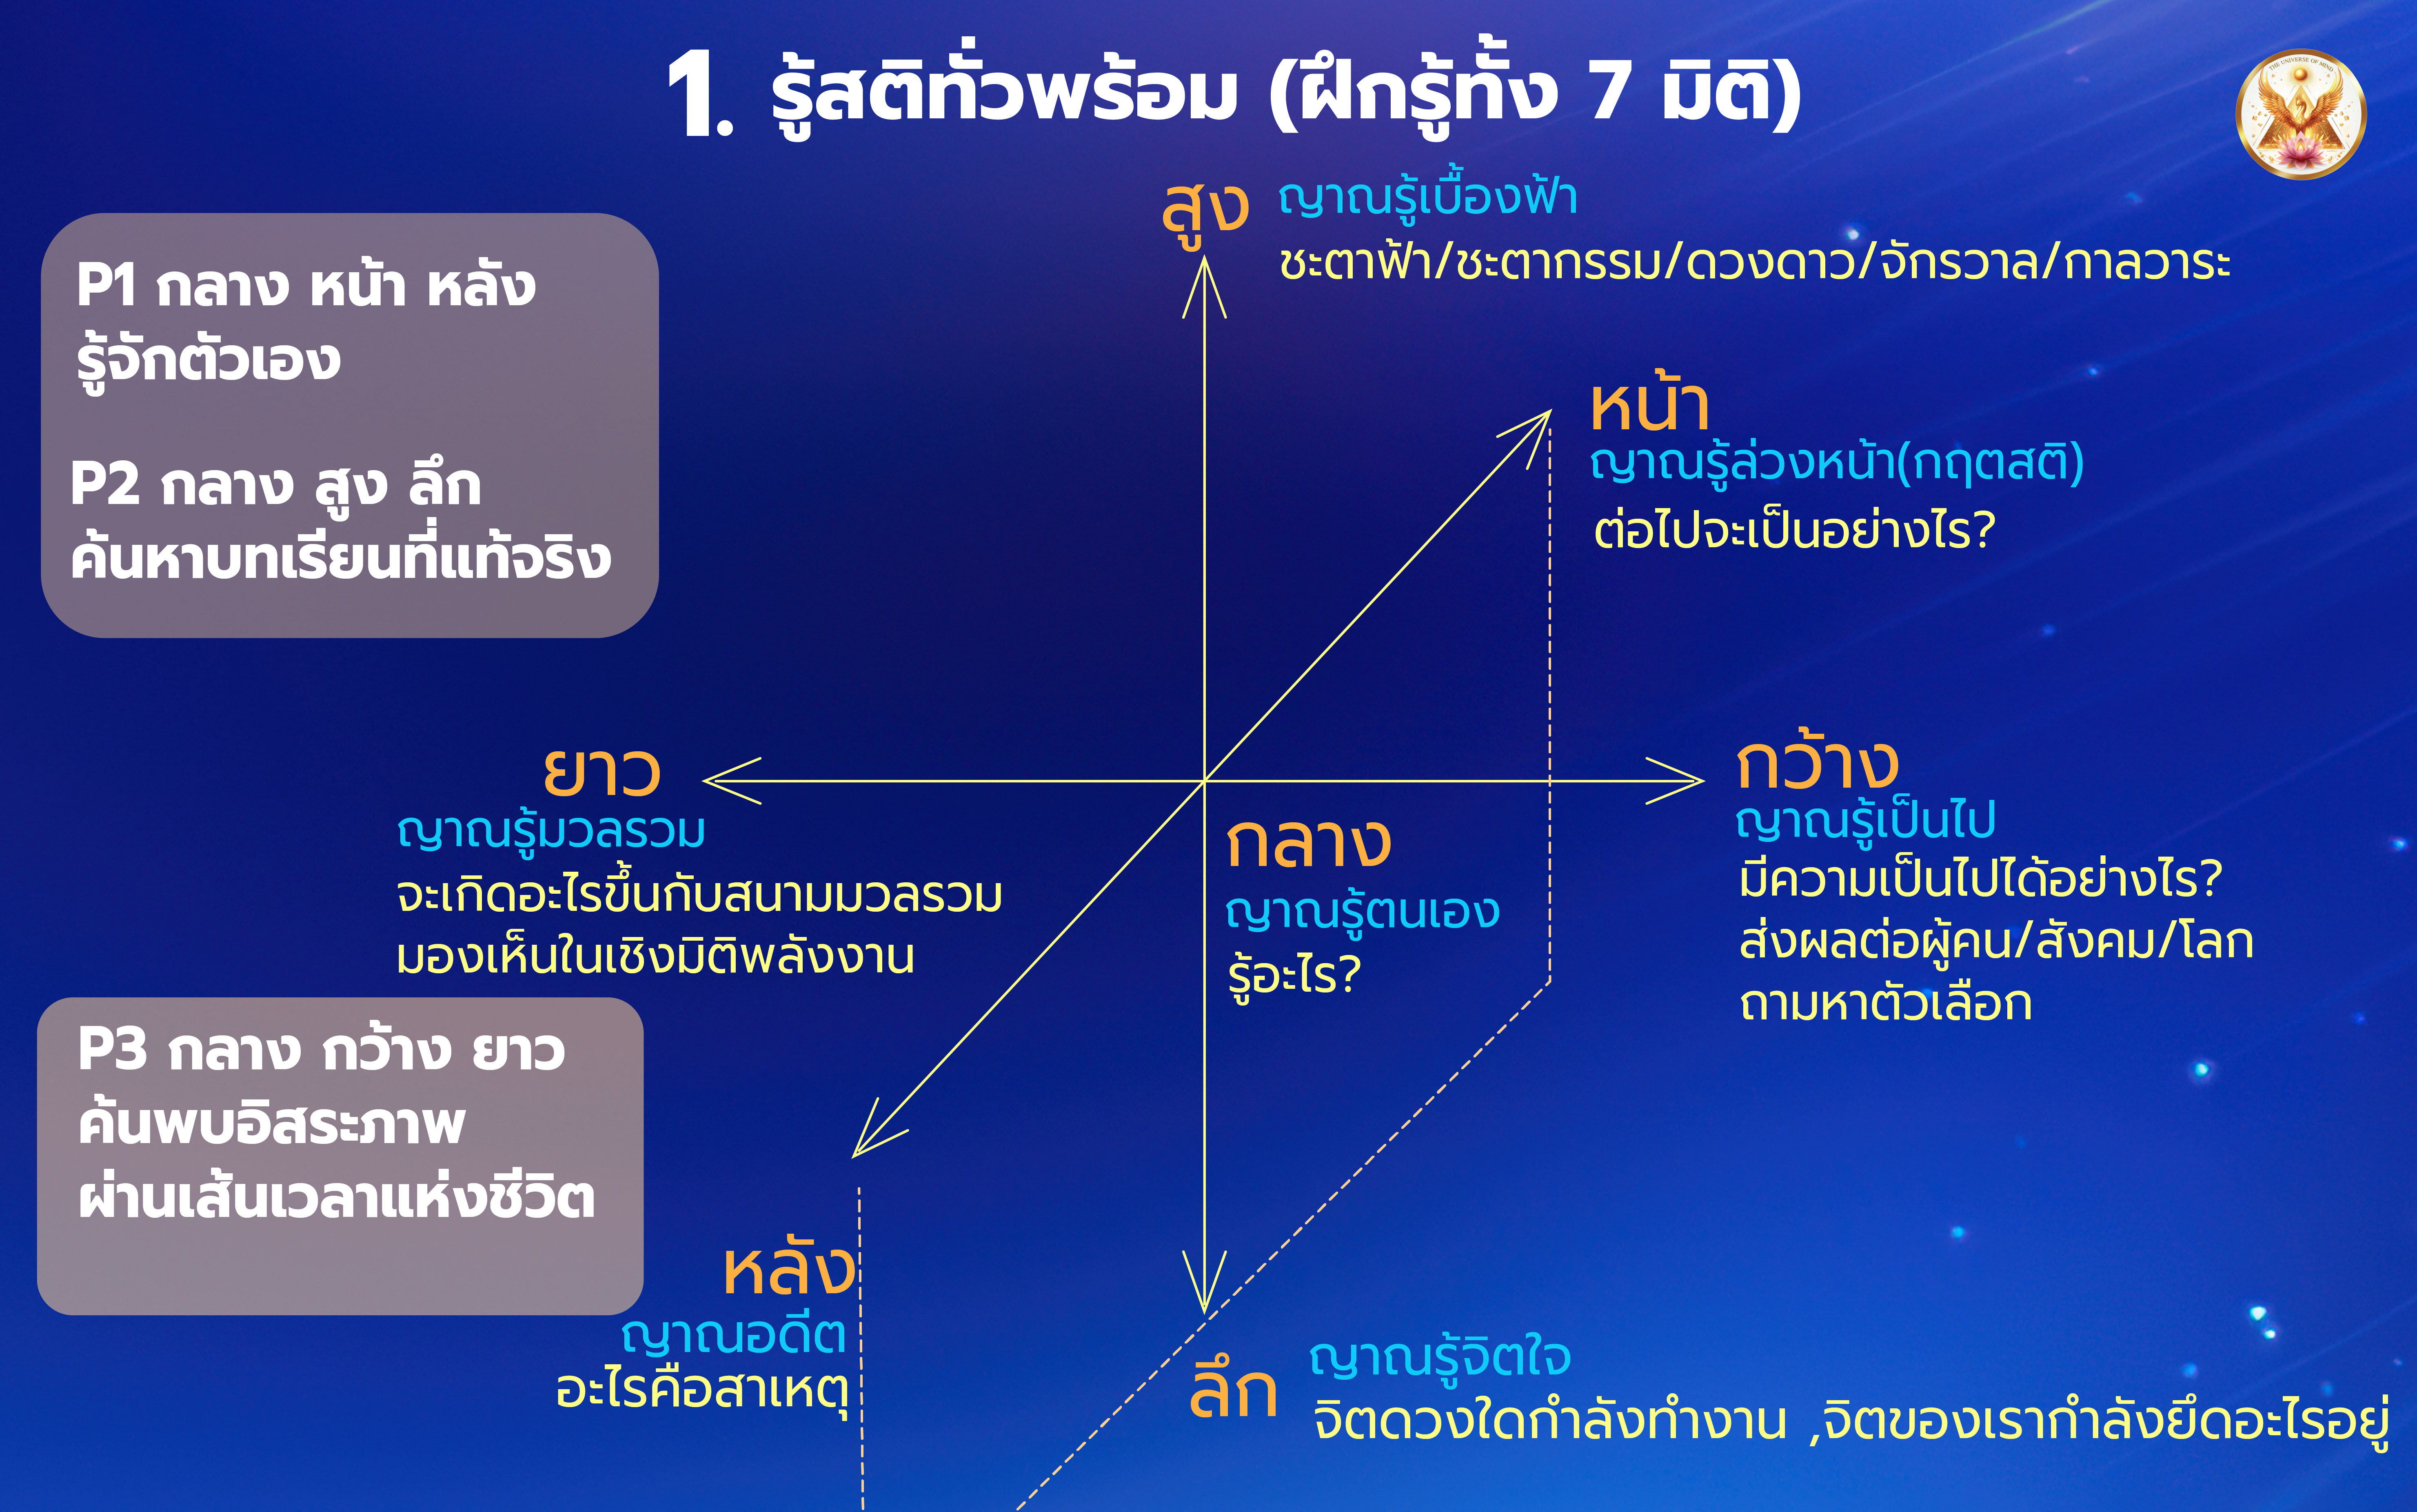 1. รู้สติทั่วพร้อม (ฝึกรู้ทั้ง 7 มิติ)
THE UNIVERSE OF MIND
สูง
ญาณรู้เบื้องฟ้า
ชะตาฟ้า/ชะตากรรม/ดวงดาว/จักรวาล/กาลวาระ
P1 กลาง หน้า หลัง
รู้จักตัวเอง
P2 กลาง สูง ลึก
ค้นหาบทเรียนที่แท้จริง
หน้า
ญาณรู้ล่วงหน้า(กฤตสติ)
ต่อไปจะเป็นอย่างไร?
ยาว
ญาณรู้มวลรวม
จะเกิดอะไรขึ้นกับสนามมวลรวม
มองเห็นในเชิงมิติพลังงาน
กลาง
ญาณรู้ตนเอง
รู้อะไร?
กว้าง
ญาณรู้เป็นไป
มีความเป็นไปได้อย่างไร?
ส่งผลต่อผู้คน/สังคม/โลก
ถามหาตัวเลือก
P3 กลาง กว้าง ยาว
ค้นพบอิสระภาพ
ผ่านเส้นเวลาแห่งชีวิต
หลัง
ญาณอดีต
อะไรคือสาเหตุ
ลึก
ญาณรู้จิตใจ
จิตดวงใดกำลังทำงาน ,จิตของเรากำลังยึดอะไรอยู่